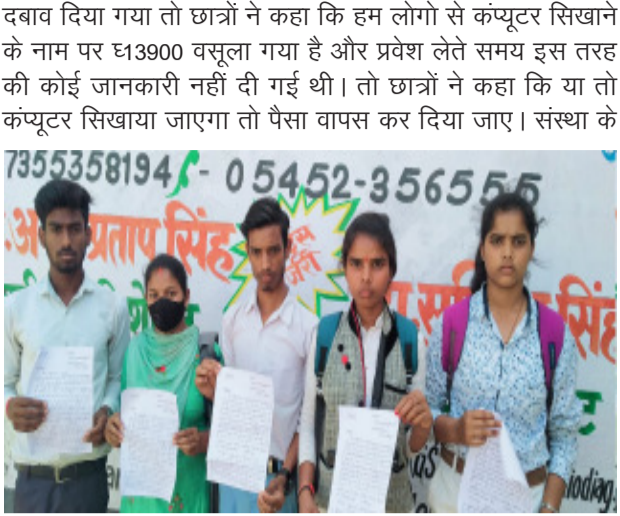 दबाव दिया गया तो छात्रों ने कहा कि हम लोगो से कंप्यूटर सिखाने
के नाम पर घ13900 वसूला गया है और प्रवेश लेते समय इस तरह
की कोई जानकारी नहीं दी गई थी। तो छात्रों ने कहा कि या तो
कंप्यूटर सिखाया जाएगा तो पैसा वापस कर दिया जाए। संस्था के
7355358194 - 05452-356555
प्रताप सिंह
सिंह